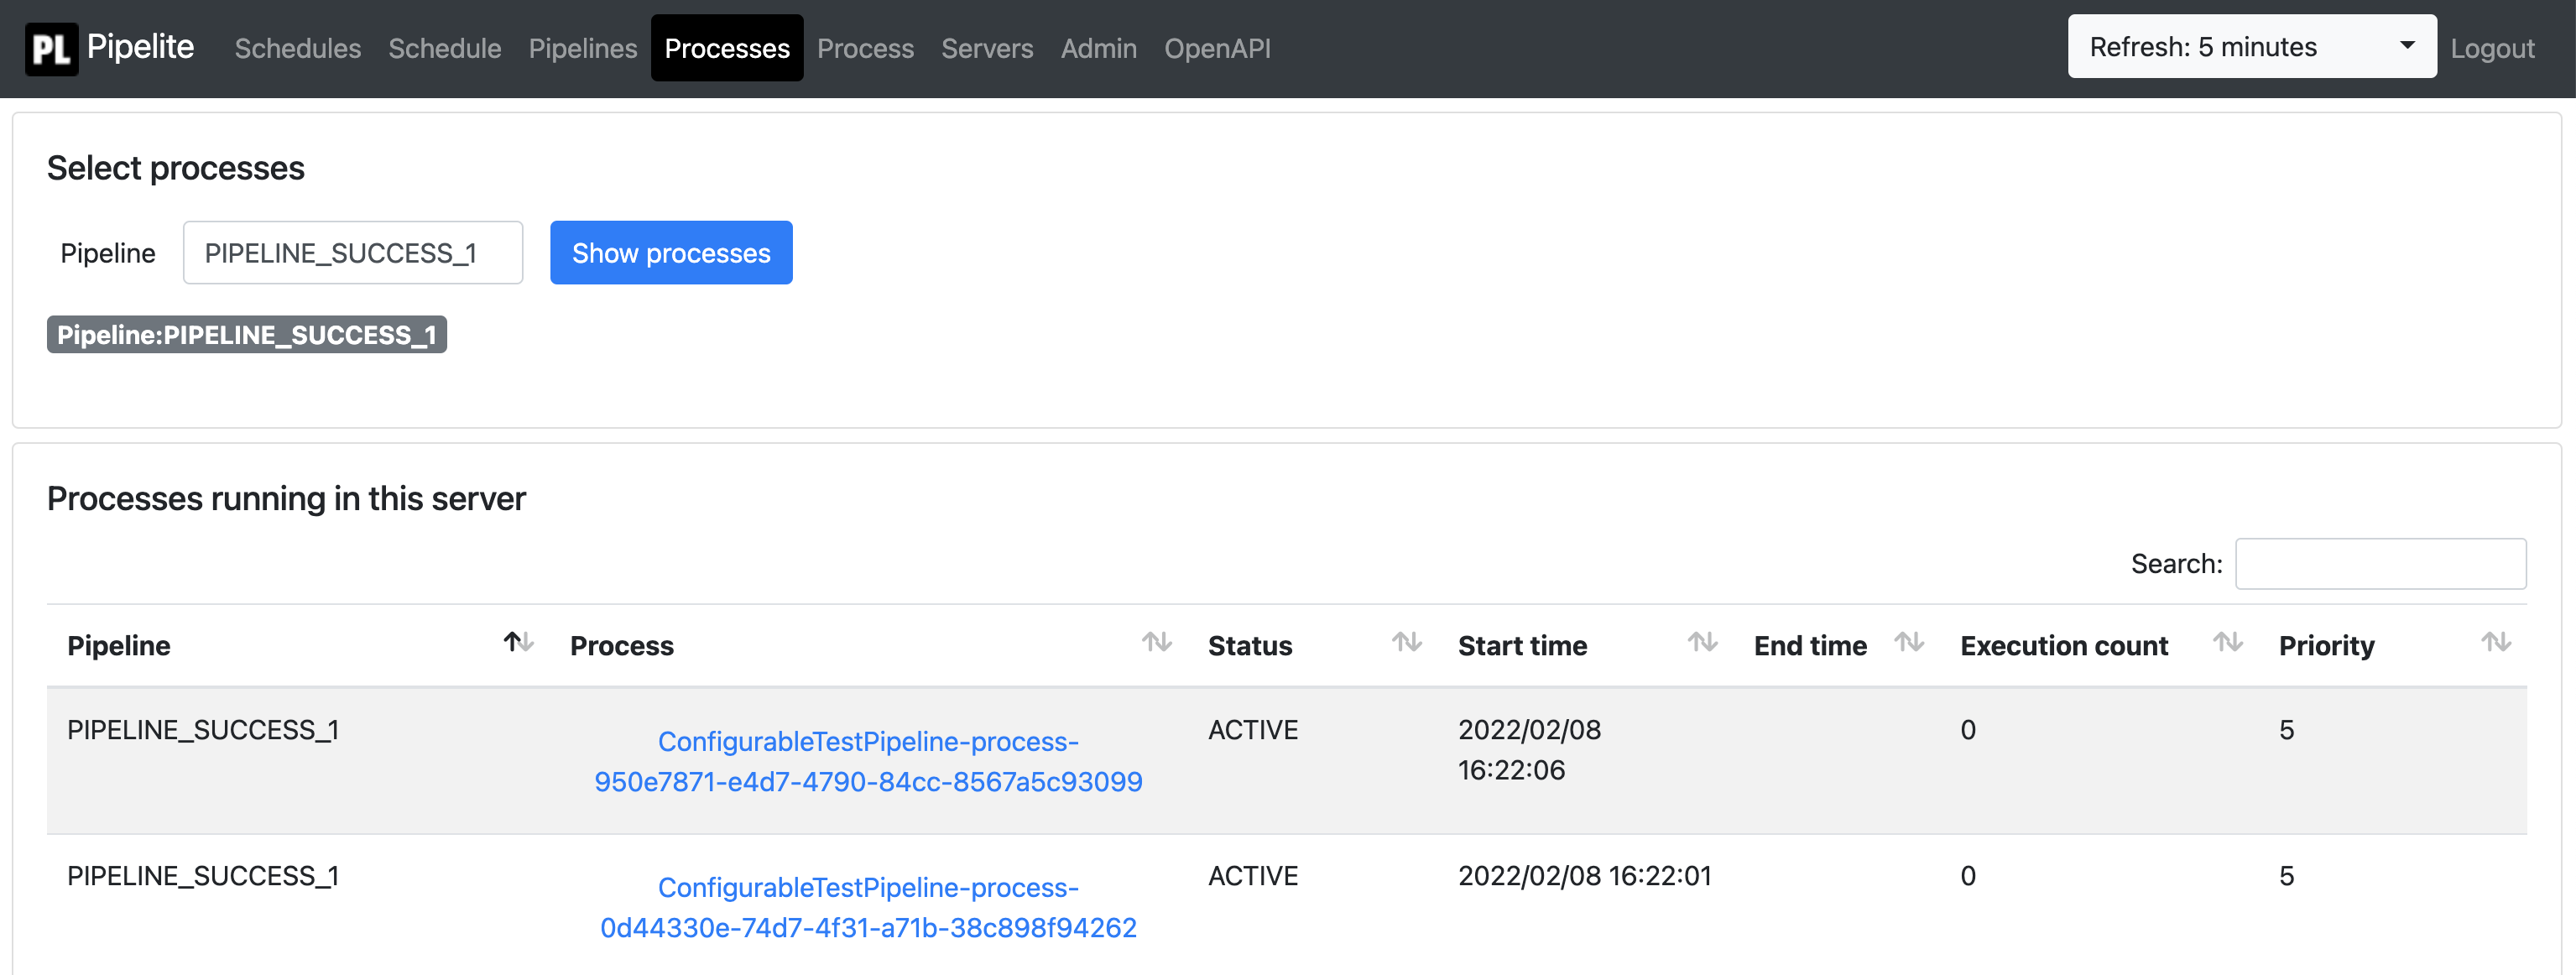 PL Pipelite Schedules Schedule Pipelines Processes Process Servers Admin OpenAPI Refresh: 5 minutes Logout
Select processes
Pipeline PIPELINE_SUCCESS_1 Show processes
Pipeline:PIPELINE_SUCCESS_1
Processes running in this server
Search:
Pipeline Process Status Start time End time Execution count Priority
PIPELINE_SUCCESS_1 ConfigurableTestPipeline-process- ACTIVE 2022/02/08 0 5
950e7871-e4d7-4790-84cc-8567a5c93099 16:22:06
PIPELINE_SUCCESS_1 ConfigurableTestPipeline-process- ACTIVE 2022/02/08 16:22:01 0 5
0d44330e-74d7-4f31-a71b-38c898f94262